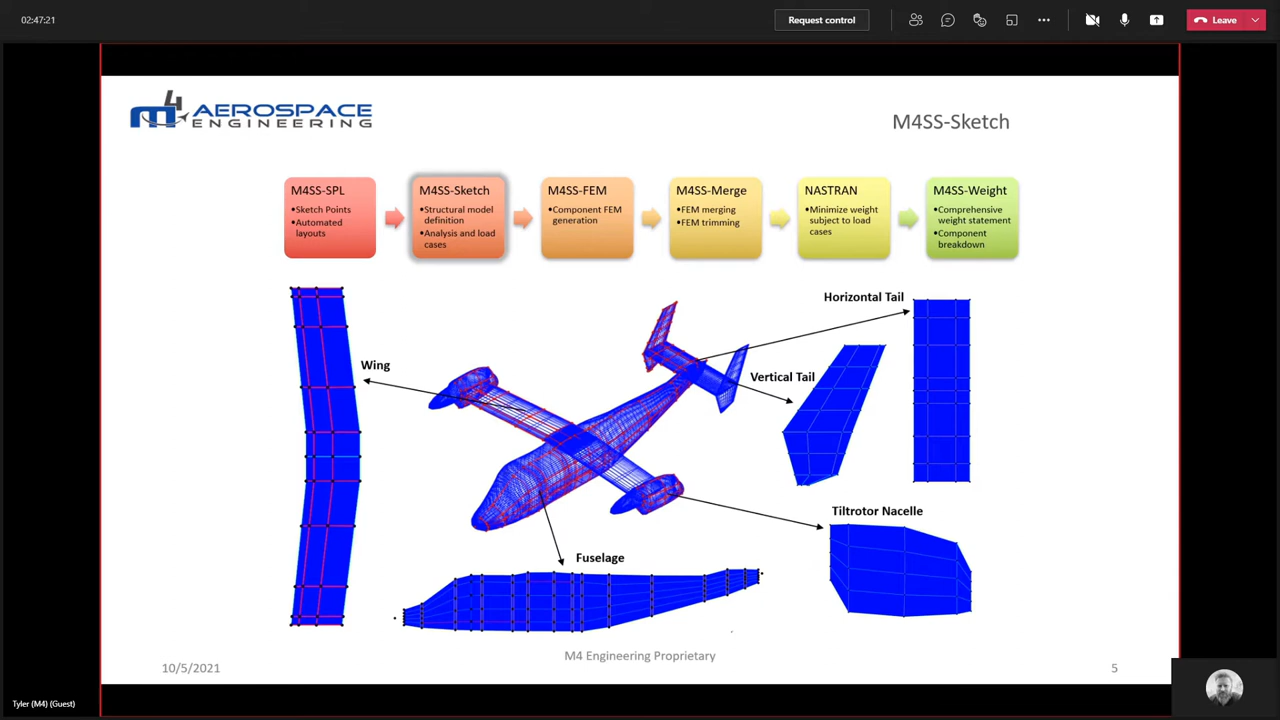 02:47:21
Request control
Leave
m4 AEROSPACE
ENGINEERING
M4SS-Sketch
M4SS-SPL
•Sketch Points
•Automated
layouts
M4SS-Sketch
•Structural model
definition
•Analysis and load
cases
M4SS-FEM
•Component FEM
generation
M4SS-Merge
•FEM merging
•FEM trimming
NASTRAN
•Minimize weight
subject to load
cases
M4SS-Weight
•Comprehensive
weight statement
•Component
breakdown
Horizontal Tail
Wing
Vertical Tail
Tiltrotor Nacelle
Fuselage
M4 Engineering Proprietary
10/5/2021
5
Tyler (M4) (Guest)